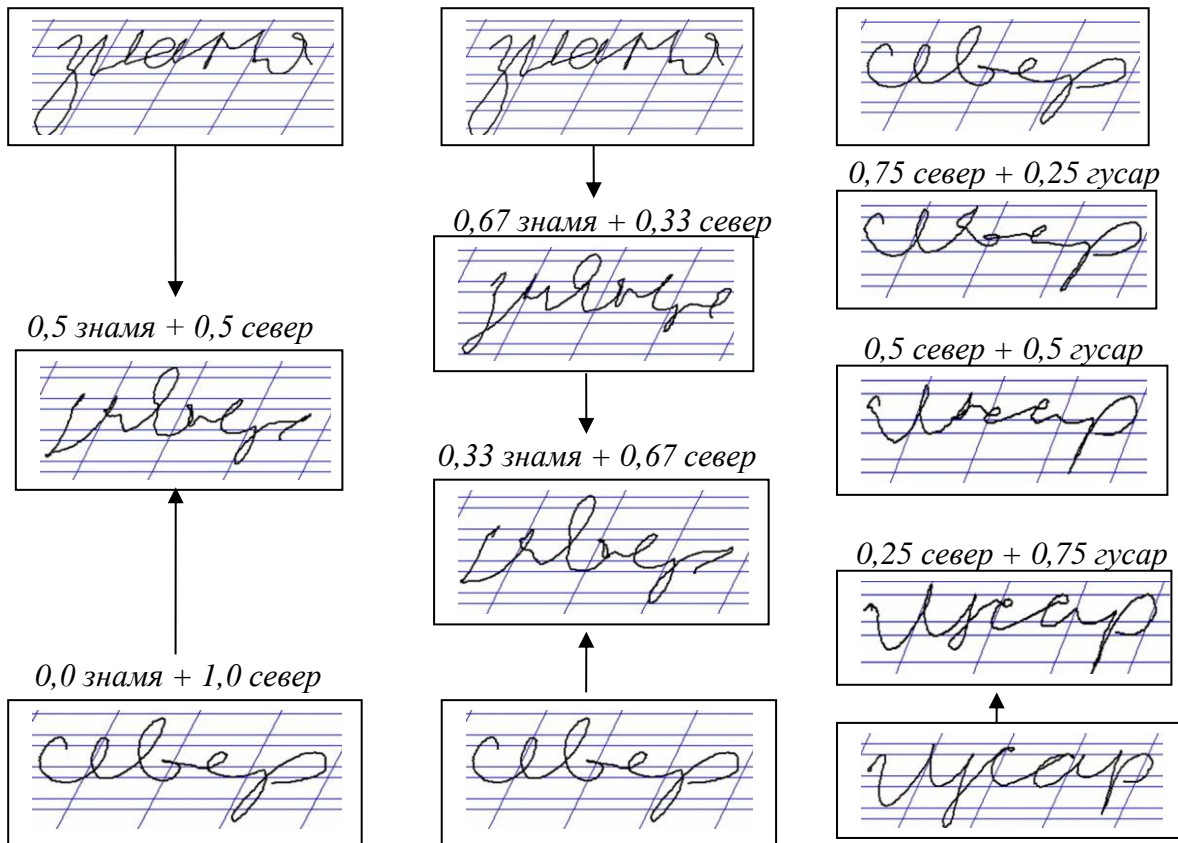 знамя
знамя
север
0,75 север + 0,25 гусар
0,67 знамя + 0,33 север
0,5 знамя + 0,5 север
0,5 север + 0,5 гусар
0,33 знамя + 0,67 север
0,25 север + 0,75 гусар
0,0 знамя + 1,0 север
север
север
гусар